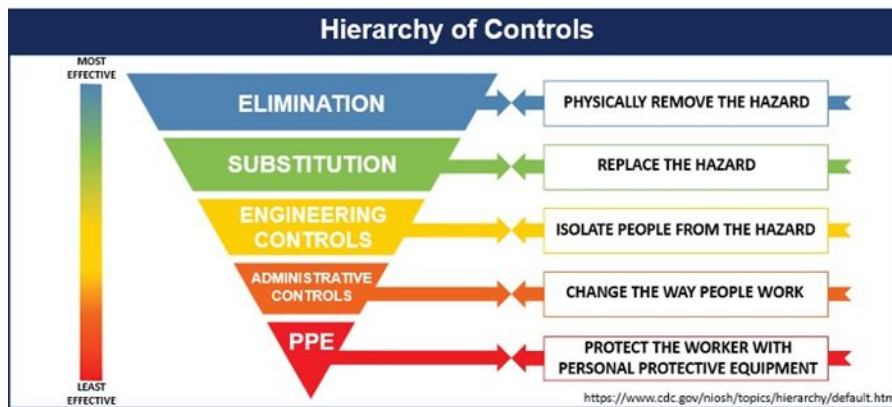 Hierarchy of Controls
MOST
EFFECTIVE
ELIMINATION
PHYSICALLY REMOVE THE HAZARD
SUBSTITUTION
REPLACE THE HAZARD
ENGINEERING
CONTROLS
ISOLATE PEOPLE FROM THE HAZARD
ADMINISTRATIVE
CONTROLS
CHANGE THE WAY PEOPLE WORK
PPE
PROTECT THE WORKER WITH
PERSONAL PROTECTIVE EQUIPMENT
LEAST
EFFECTIVE
https://www.cdc.gov/niosh/topics/hierarchy/default.htm